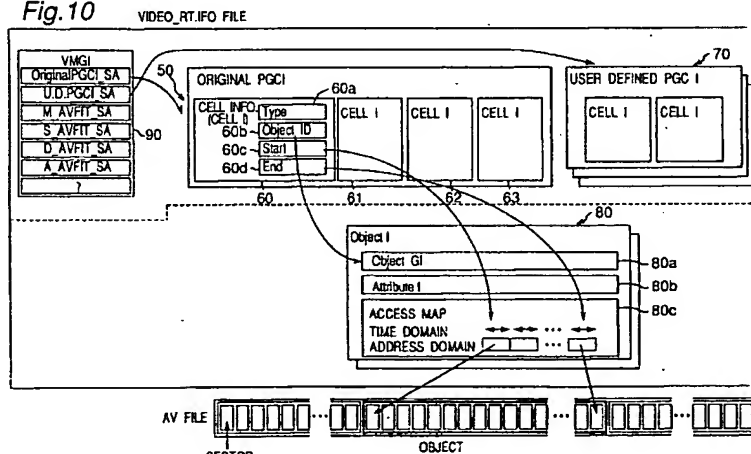 Fig.10
VIDEO_RT.IFO FILE
VMGI
OriginalPGCI_SA
U.D.PGCI_SA
M_AVFIT_SA
S_AVFIT_SA
D_AVFIT_SA
A_AVFIT_SA
90
50
ORIGINAL PGCI
60a
CELL INFO.
(CELL I)
Type
60b
Object ID
60c
Start
60d
End
CELL I
CELL I
CELL I
60
61
62
63
70
USER DEFINED PGC I
CELL I
CELL I
80
Object I
Object GI
80a
Attribute I
80b
ACCESS MAP
80c
TIME DOMAIN
...
ADDRESS DOMAIN
...
AV FILE
...
...
...
SECTOR
OBJECT